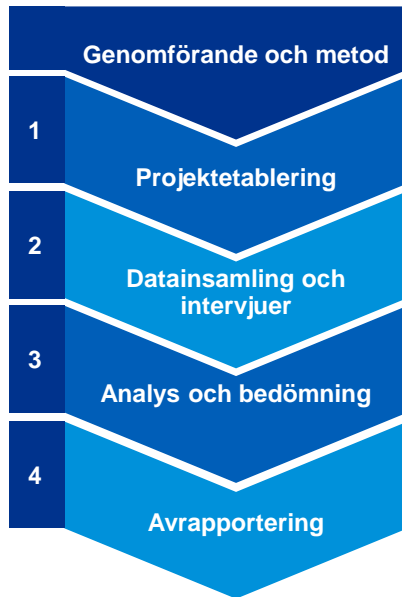 Genomförande och metod
1
Projektetablering
2
Datainsamling och
intervjuer
3
Analys och bedömning
4
Avrapportering